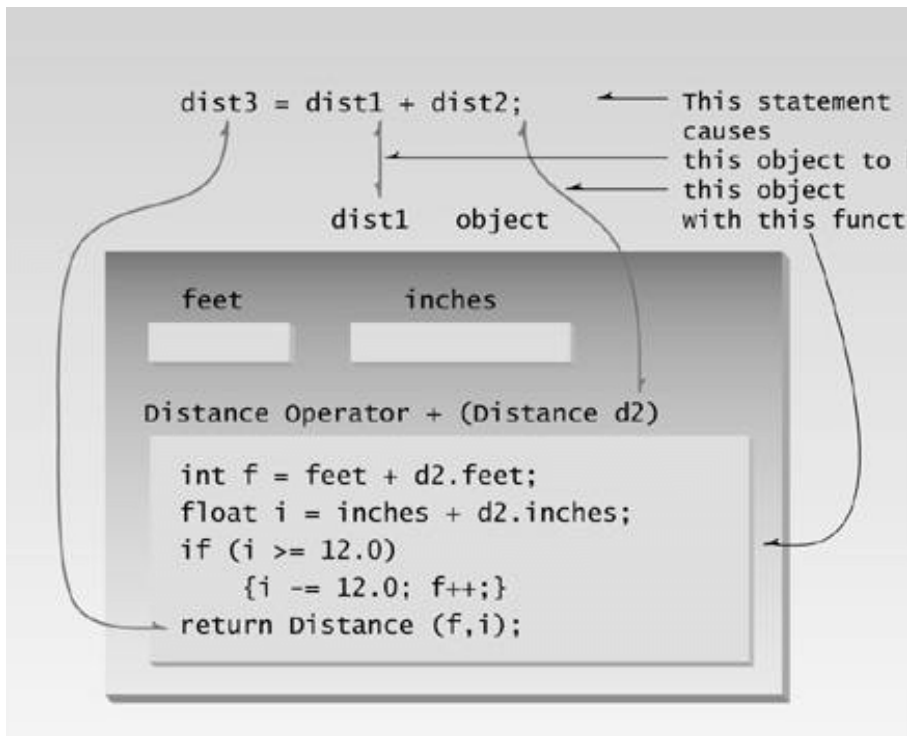 dist3 = dist1 + dist2;
This statement
causes
this object to
this object
with this funct
dist1 object
feet inches
Distance Operator + (Distance d2)
int f = feet + d2.feet;
float i = inches + d2.inches;
if (i >= 12.0)
{i -= 12.0; f++;}
return Distance (f,i);